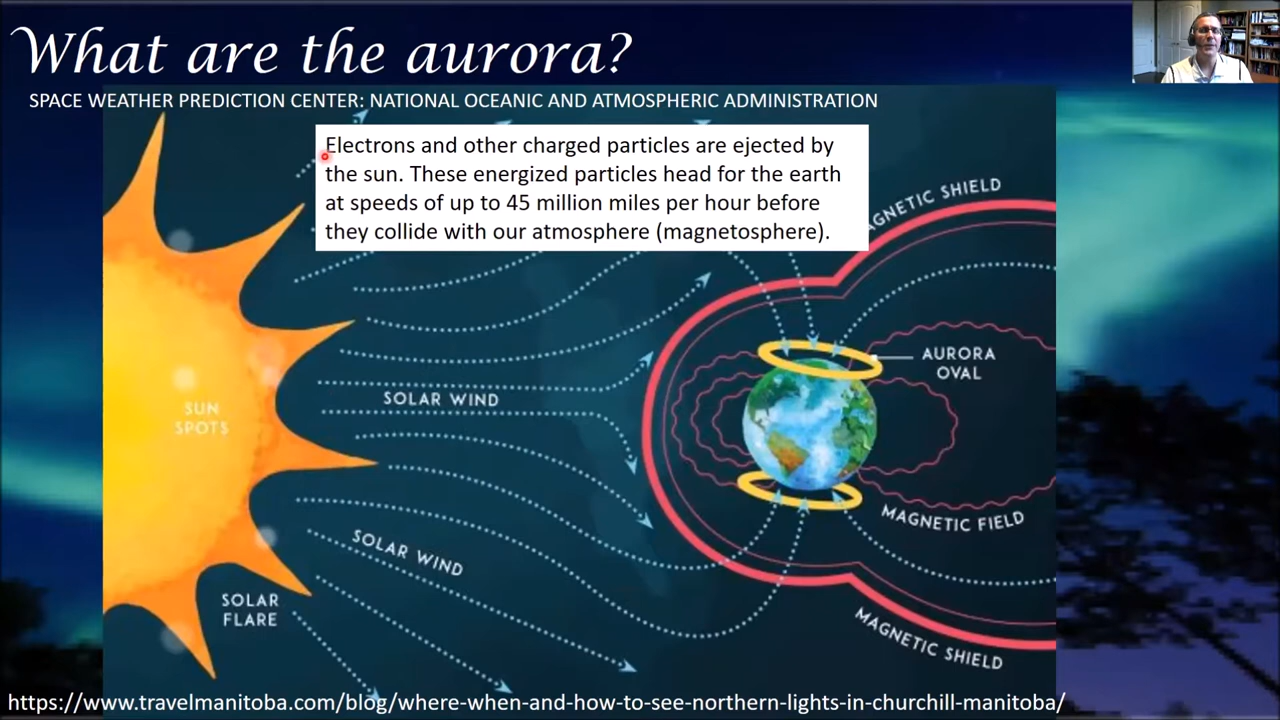 What are the aurora?
SPACE WEATHER PREDICTION CENTER: NATIONAL OCEANIC AND ATMOSPHERIC ADMINISTRATION
Electrons and other charged particles are ejected by
the sun. These energized particles head for the earth
at speeds of up to 45 million miles per hour before
they collide with our atmosphere (magnetosphere).
AGNETIC SHIELD
AURORA
OVAL
SOLAR WIND
SUN
SPOTS
MAGNETIC FIELD
SOLAR WIND
SOLAR
FLARE
MAGNETIC SHIELD
https://www.travelmanitoba.com/blog/where-when-and-how-to-see-northern-lights-in-churchill-manitoba/